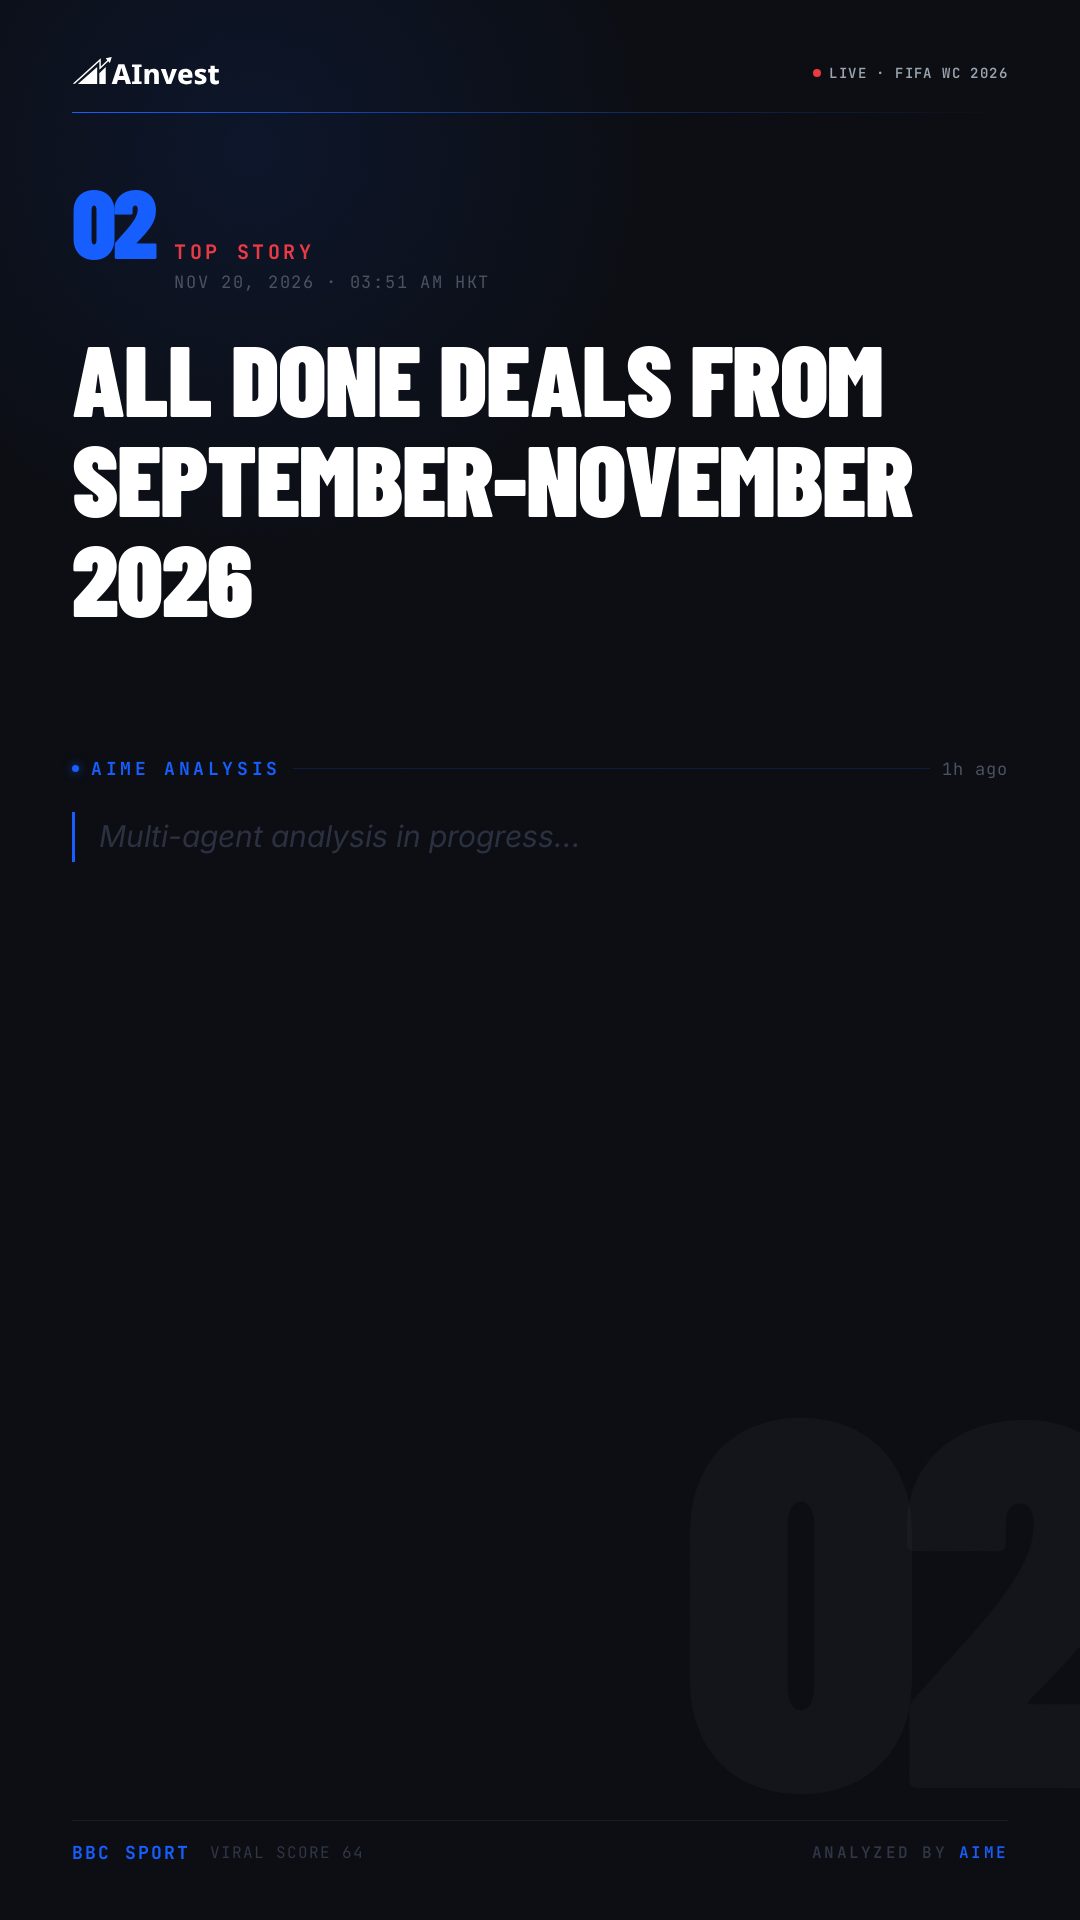 AInvest
LIVE · FIFA WC 2026
02
TOP STORY
NOV 20, 2026 · 03:51 AM HKT
ALL DONE DEALS FROM
SEPTEMBER-NOVEMBER
2026
AIME ANALYSIS
1h ago
Multi-agent analysis in progress...
02
BBC SPORT VIRAL SCORE 64
ANALYZED BY AIME